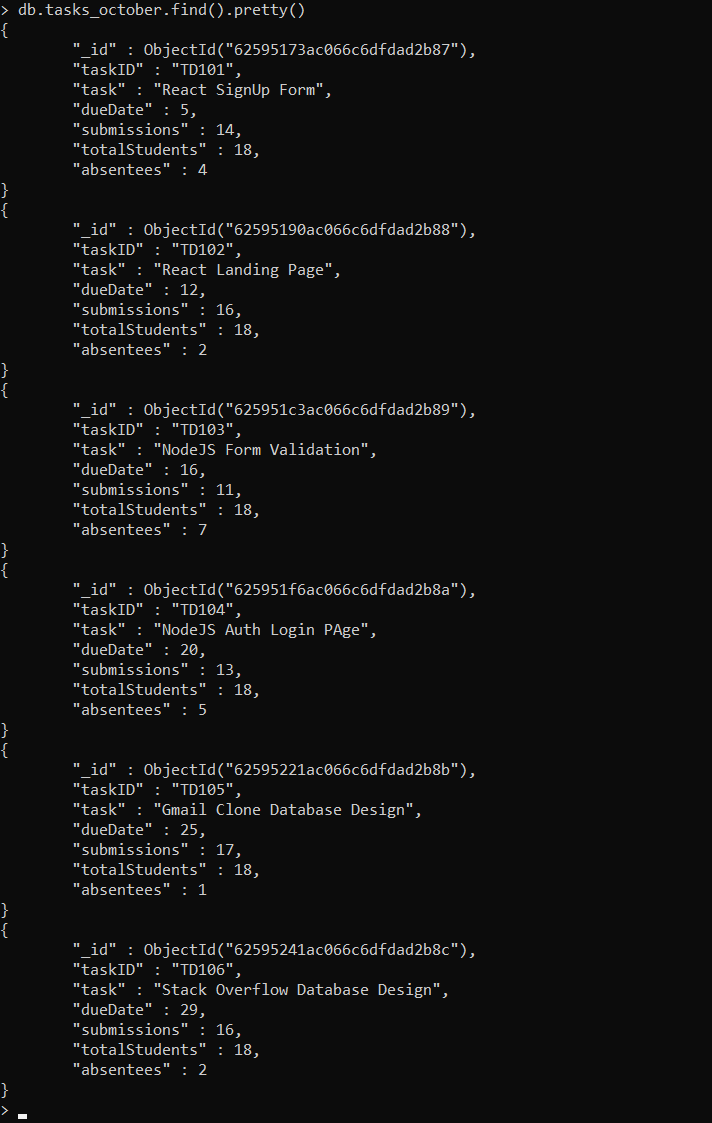 > db.tasks_october.find().pretty()
{
        "_id" : ObjectId("62595173ac066c6dfdad2b87"),
        "taskID" : "TD101",
        "task" : "React SignUp Form",
        "dueDate" : 5,
        "submissions" : 14,
        "totalStudents" : 18,
        "absentees" : 4
}
{
        "_id" : ObjectId("62595190ac066c6dfdad2b88"),
        "taskID" : "TD102",
        "task" : "React Landing Page",
        "dueDate" : 12,
        "submissions" : 16,
        "totalStudents" : 18,
        "absentees" : 2
}
{
        "_id" : ObjectId("625951c3ac066c6dfdad2b89"),
        "taskID" : "TD103",
        "task" : "NodeJS Form Validation",
        "dueDate" : 16,
        "submissions" : 11,
        "totalStudents" : 18,
        "absentees" : 7
}
{
        "_id" : ObjectId("625951f6ac066c6dfdad2b8a"),
        "taskID" : "TD104",
        "task" : "NodeJS Auth Login PAge",
        "dueDate" : 20,
        "submissions" : 13,
        "totalStudents" : 18,
        "absentees" : 5
}
{
        "_id" : ObjectId("62595221ac066c6dfdad2b8b"),
        "taskID" : "TD105",
        "task" : "Gmail Clone Database Design",
        "dueDate" : 25,
        "submissions" : 17,
        "totalStudents" : 18,
        "absentees" : 1
}
{
        "_id" : ObjectId("62595241ac066c6dfdad2b8c"),
        "taskID" : "TD106",
        "task" : "Stack Overflow Database Design",
        "dueDate" : 29,
        "submissions" : 16,
        "totalStudents" : 18,
        "absentees" : 2
}
>